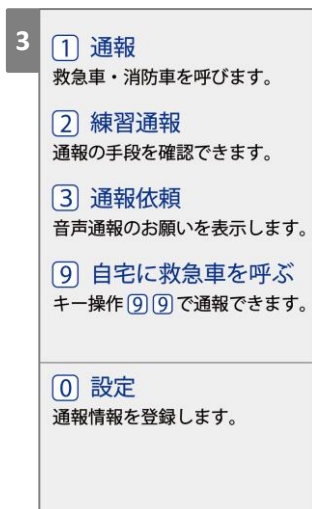 3
1 通報
救急車・消防車を呼びます。
2 練習通報
通報の手段を確認できます。
3 通報依頼
音声通報のお願いを表示します。
9 自宅に救急車を呼ぶ
キー操作99で通報できます。
0 設定
通報情報を登録します。